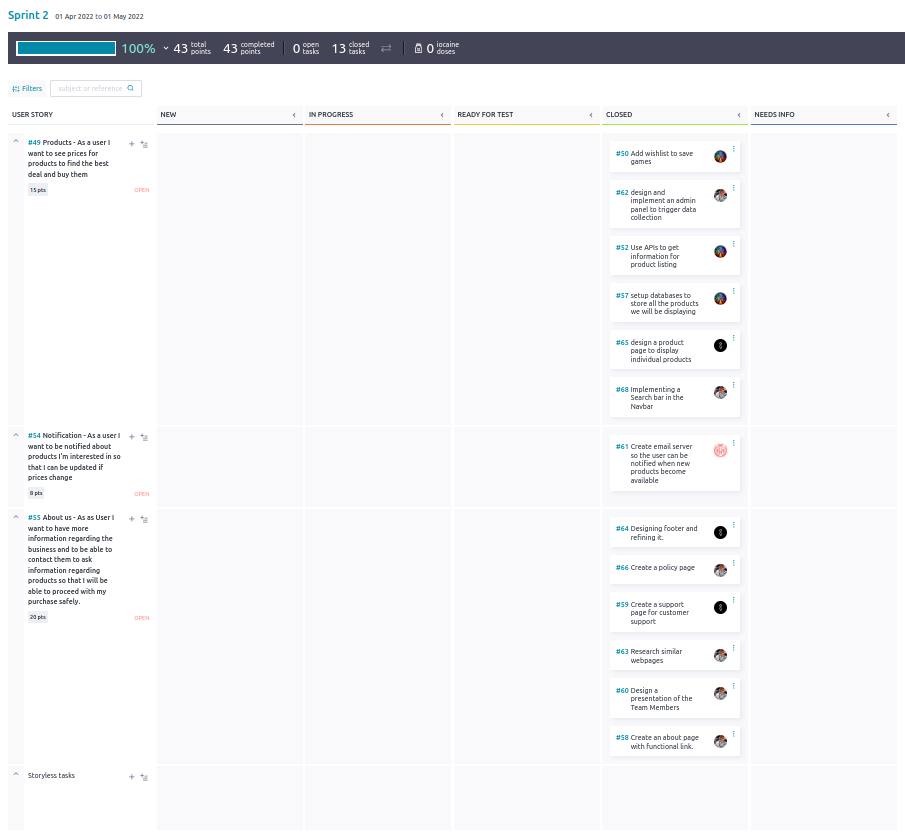 Sprint 2 01 Apr 2022 to 01 May 2022
100% 43 total points 43 completed points 0 open tasks 13 closed tasks 0 iocaine doses
Filters subject or reference
USER STORY NEW IN PROGRESS READY FOR TEST CLOSED NEEDS INFO
#49 Products - As a user I
want to see prices for
products to find the best
deal and buy them
15 pts OPEN
#50 Add wishlist to save
games
#62 design and
implement an admin
panel to trigger data
collection
#52 Use APIs to get
information for
product listing
#57 setup databases to
store all the products
we will be displaying
#65 design a product
page to display
individual products
#68 Implementing a
Search bar in the
Navbar
#54 Notification - As a user I
want to be notified about
products I'm interested in so
that I can be updated if
prices change
8 pts OPEN
#61 Create email server
so the user can be
notified when new
products become
available
#55 About us - As as User I
want to have more
information regarding the
business and to be able to
contact them to ask
information regarding
products so that I will be
able to proceed with my
purchase safely.
20 pts OPEN
#64 Designing footer and
refining it.
#66 Create a policy page
#59 Create a support
page for customer
support
#63 Research similar
webpages
#60 Design a
presentation of the
Team Members
#58 Create an about page
with functional link.
Storyless tasks